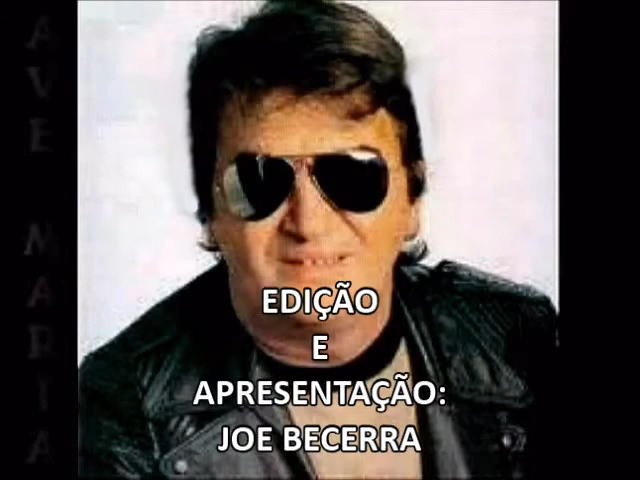 AVE MARIA
EDIÇÃO
E
APRESENTAÇÃO:
JOE BECERRA